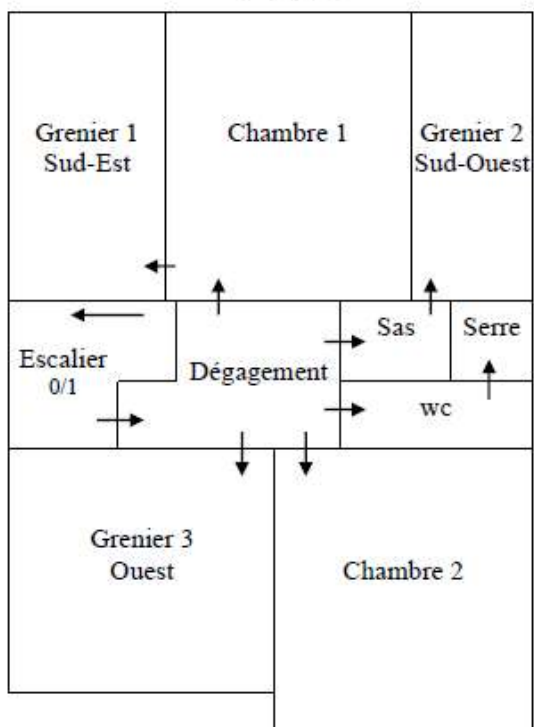 Grenier 1
Sud-Est
Chambre 1
Grenier 2
Sud-Ouest
Escalier
0/1
Dégagement
Sas
Serre
wc
Grenier 3
Ouest
Chambre 2